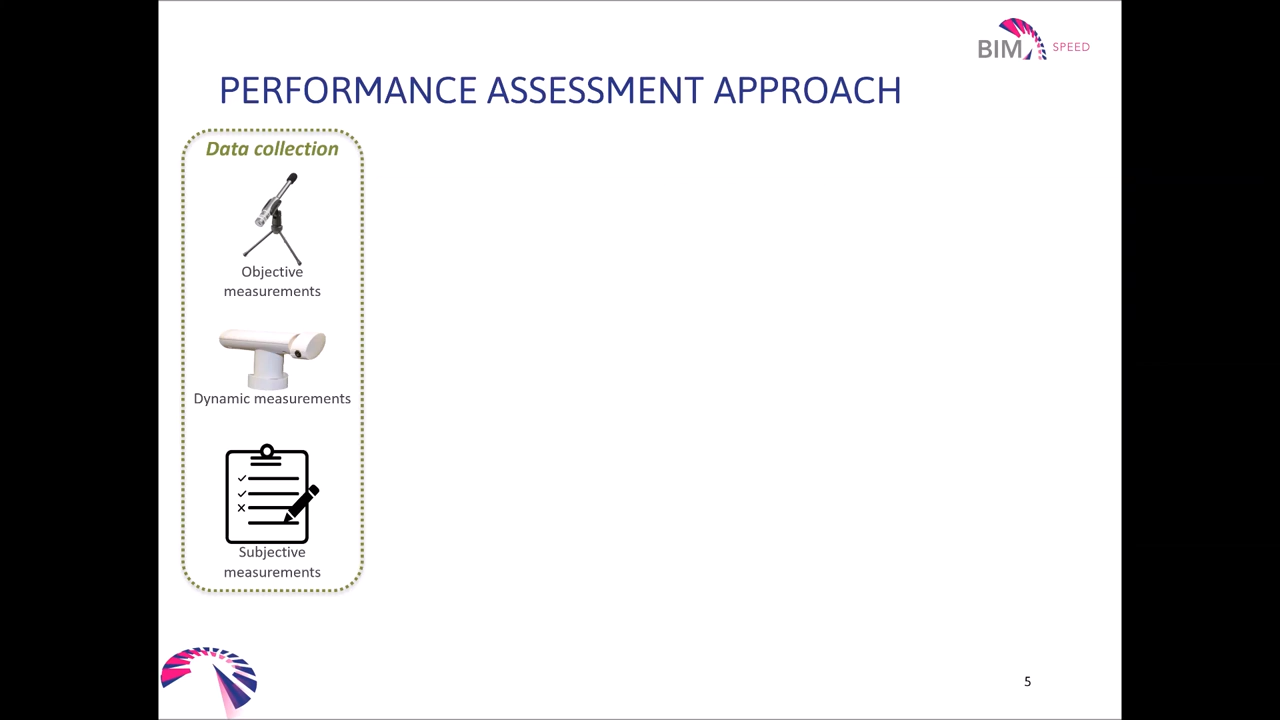 BIM SPEED
PERFORMANCE ASSESSMENT APPROACH
Data collection
Objective
measurements
Dynamic measurements
Subjective
measurements
5